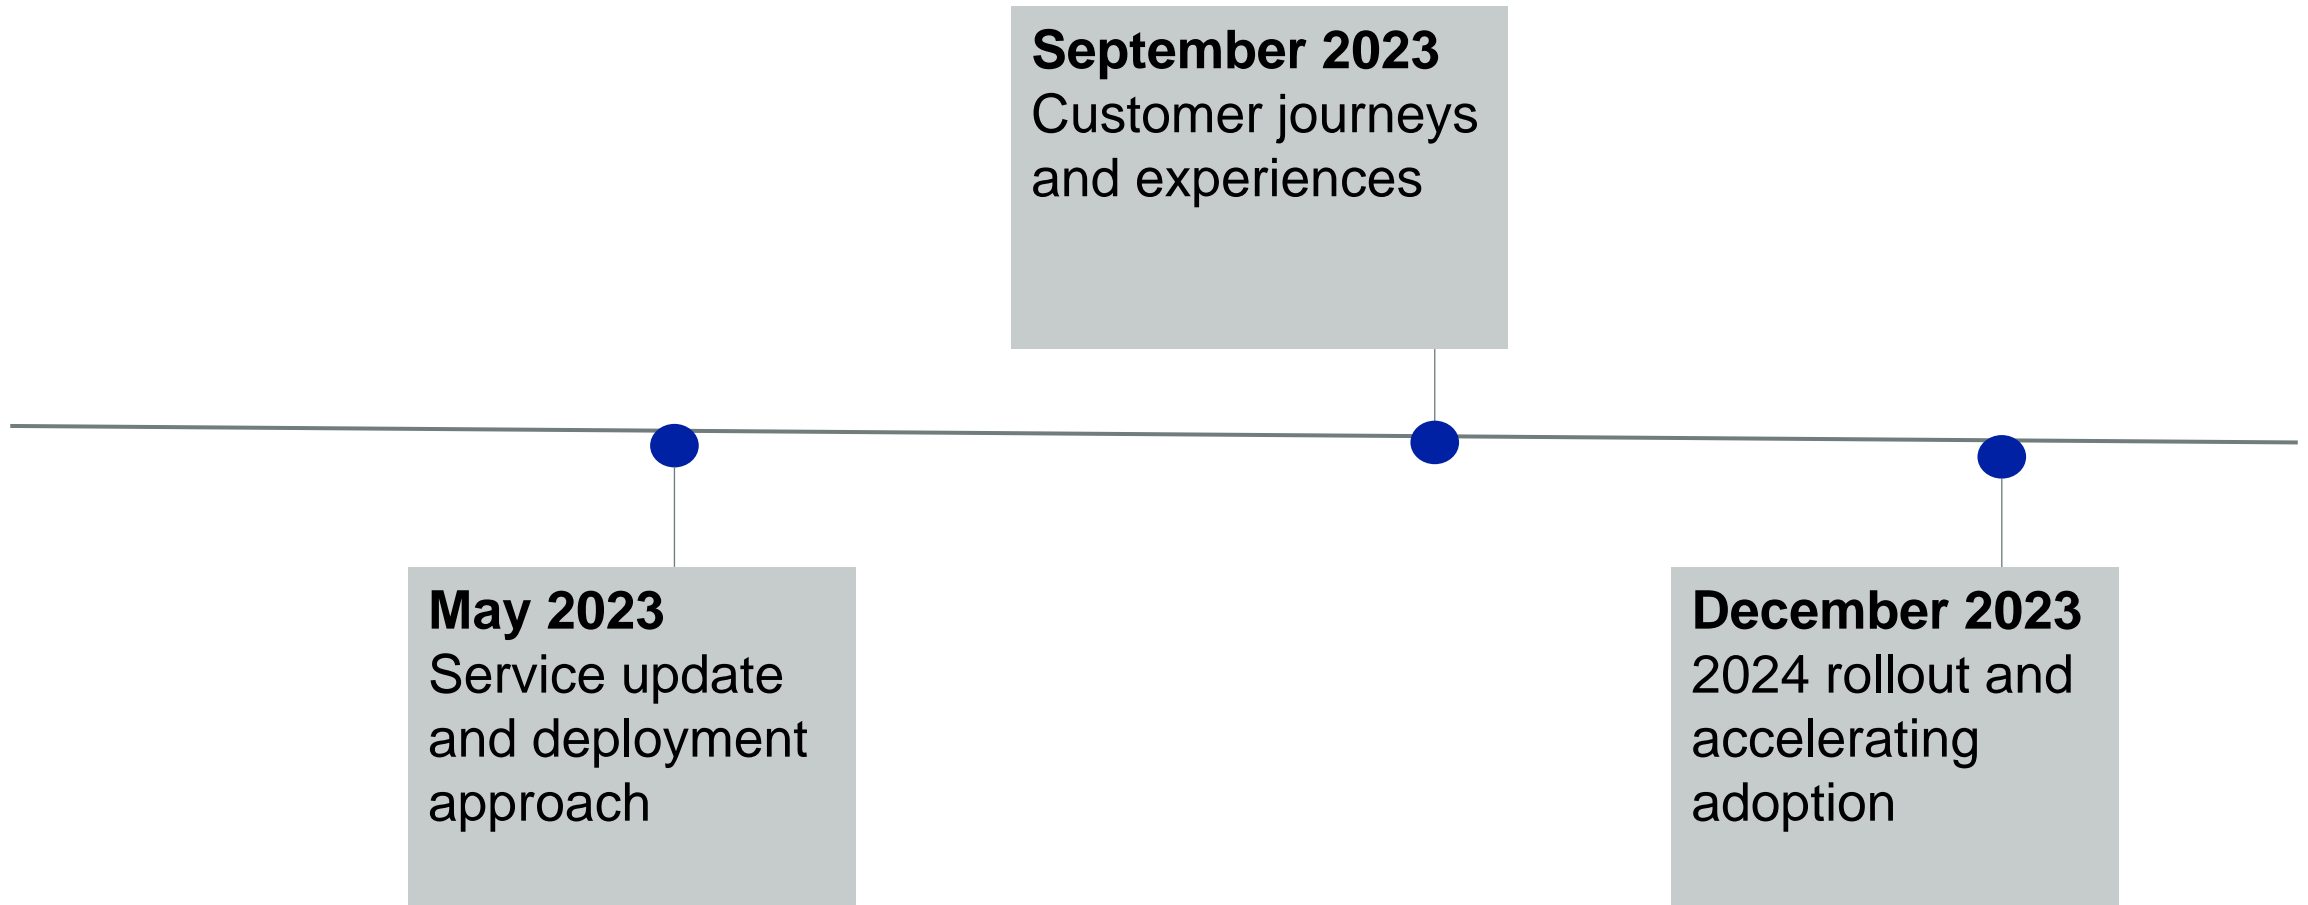 September 2023
Customer journeys
and experiences
May 2023
Service update
and deployment
approach
December 2023
2024 rollout and
accelerating
adoption